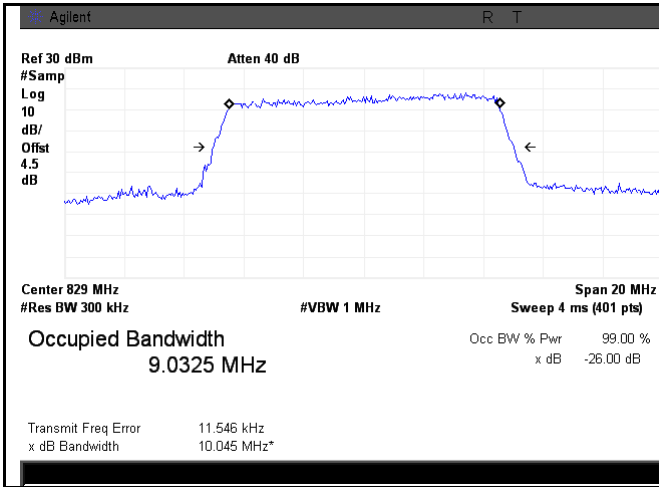 Agilent R T
Ref 30 dBm Atten 40 dB
#Samp
Log
10
dB/
Offst
4.5
dB
Center 829 MHz Span 20 MHz
#Res BW 300 kHz #VBW 1 MHz Sweep 4 ms (401 pts)
Occupied Bandwidth Occ BW % Pwr 99.00 %
9.0325 MHz x dB -26.00 dB
Transmit Freq Error 11.546 kHz
x dB Bandwidth 10.045 MHz*